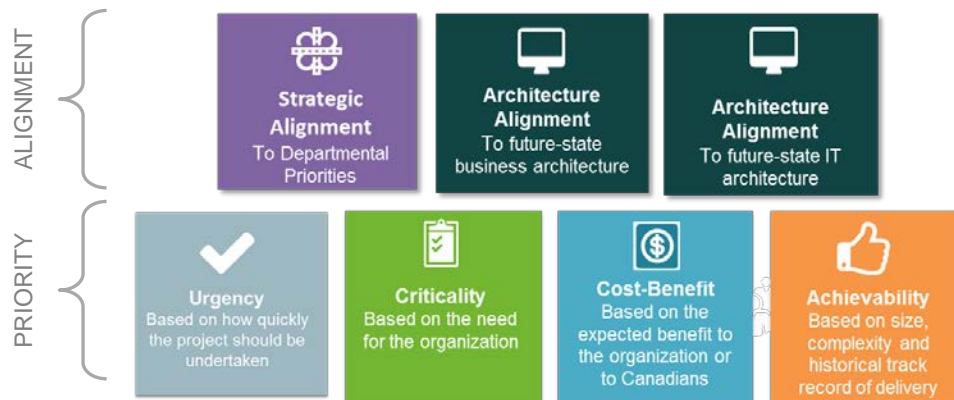 ALIGNMENT
Strategic
Alignment
To Departmental
Priorities
Architecture
Alignment
To future-state
business architecture
Architecture
Alignment
To future-state IT
architecture
PRIORITY
Urgency
Based on how quickly
the project should be
undertaken
Criticality
Based on the need
for the organization
$
Cost-Benefit
Based on the
expected benefit to
the organization or
to Canadians
Achievability
Based on size,
complexity and
historical track
record of delivery